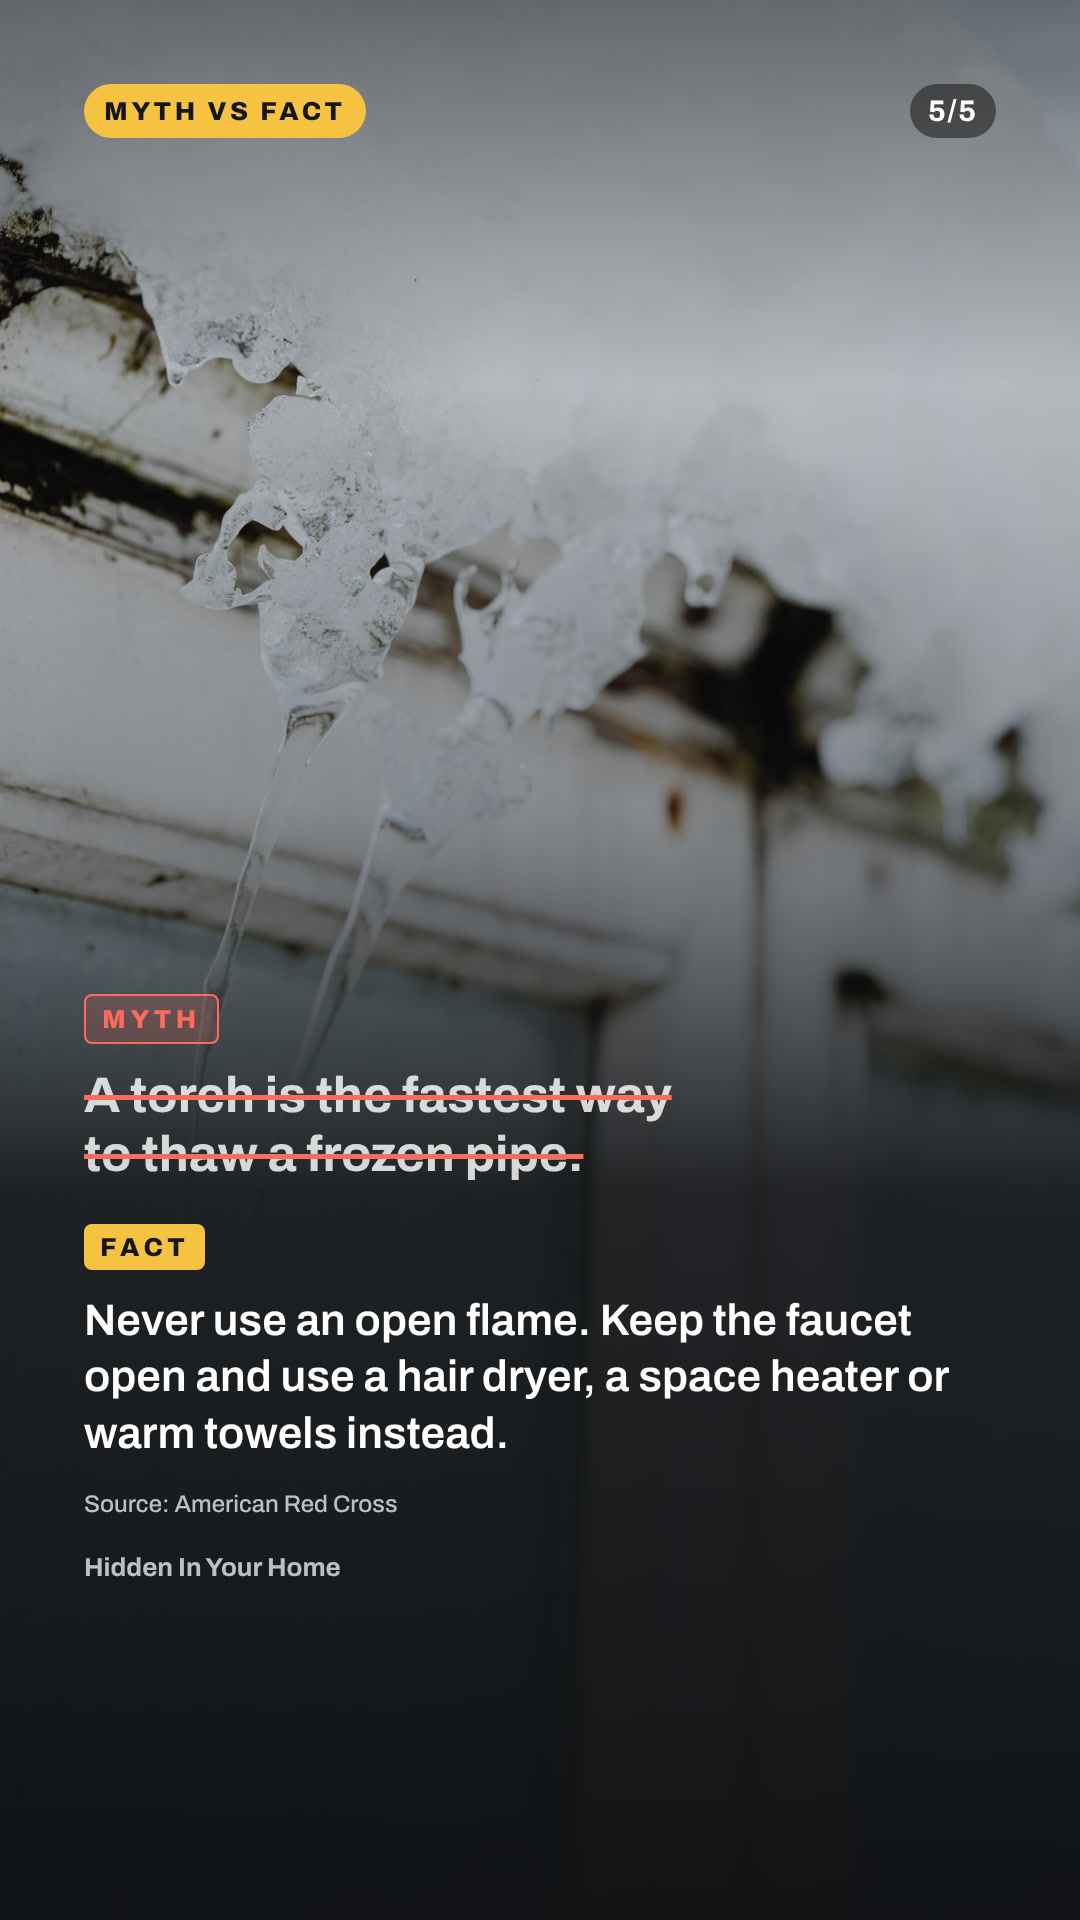 MYTH VS FACT
5/5
MYTH
A torch is the fastest way
to thaw a frozen pipe.
FACT
Never use an open flame. Keep the faucet
open and use a hair dryer, a space heater or
warm towels instead.
Source: American Red Cross
Hidden In Your Home